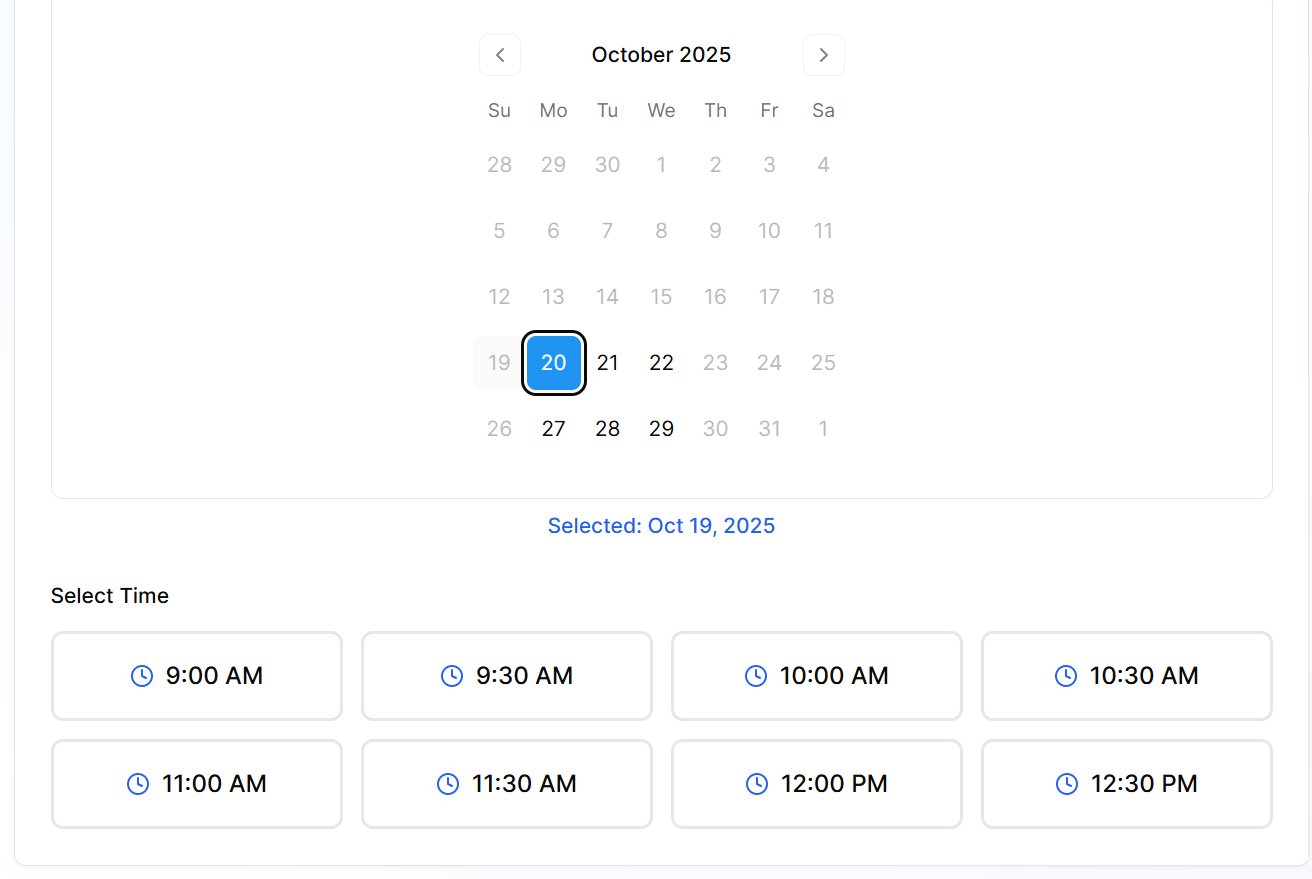 October 2025
Su Mo Tu We Th Fr Sa
28 29 30 1 2 3 4
5 6 7 8 9 10 11
12 13 14 15 16 17 18
19 20 21 22 23 24 25
26 27 28 29 30 31 1
Selected: Oct 19, 2025
Select Time
9:00 AM 9:30 AM 10:00 AM 10:30 AM
11:00 AM 11:30 AM 12:00 PM 12:30 PM